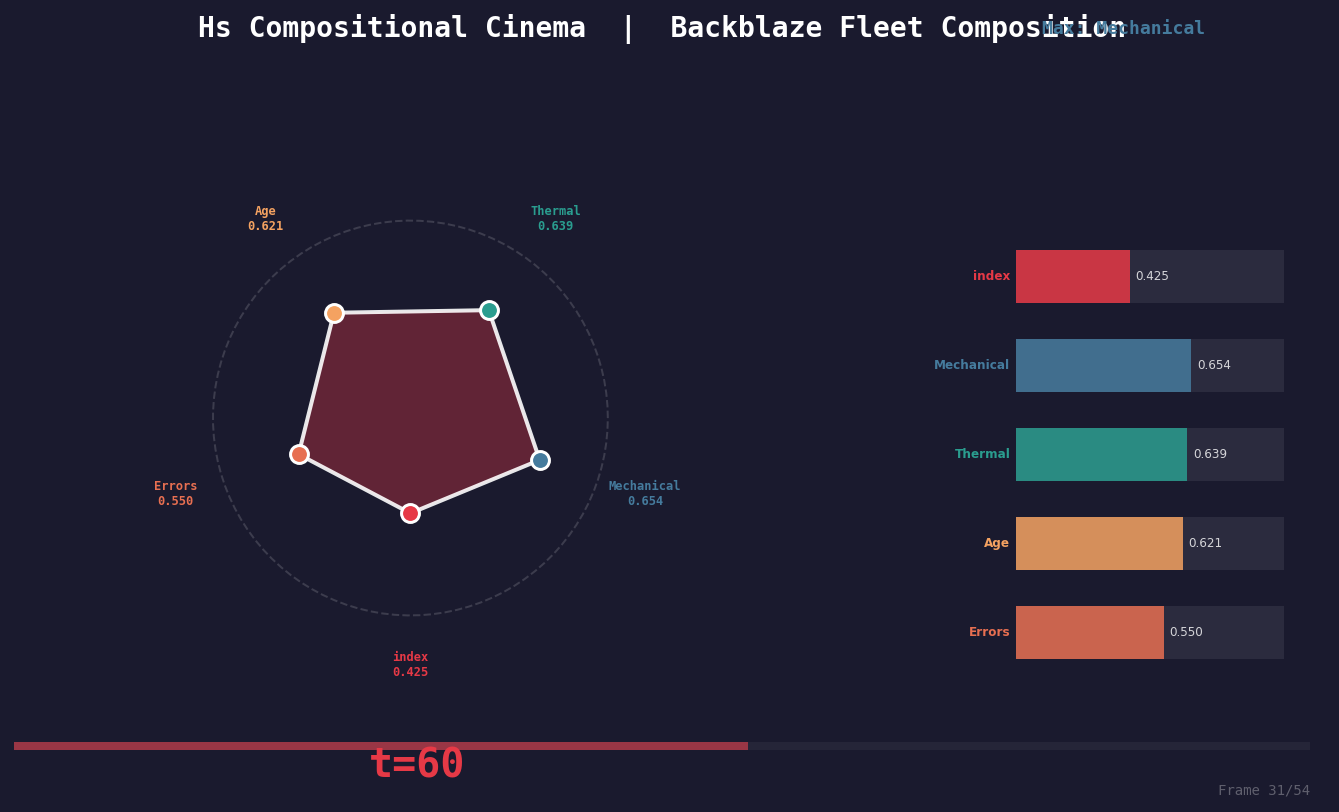 Hs Compositional Cinema | Backblaze Fleet Composition
Max: Mechanical
Age
0.621
Thermal
0.639
Errors
0.550
Mechanical
0.654
index
0.425
index 0.425
Mechanical 0.654
Thermal 0.639
Age 0.621
Errors 0.550
t=60
Frame 31/54